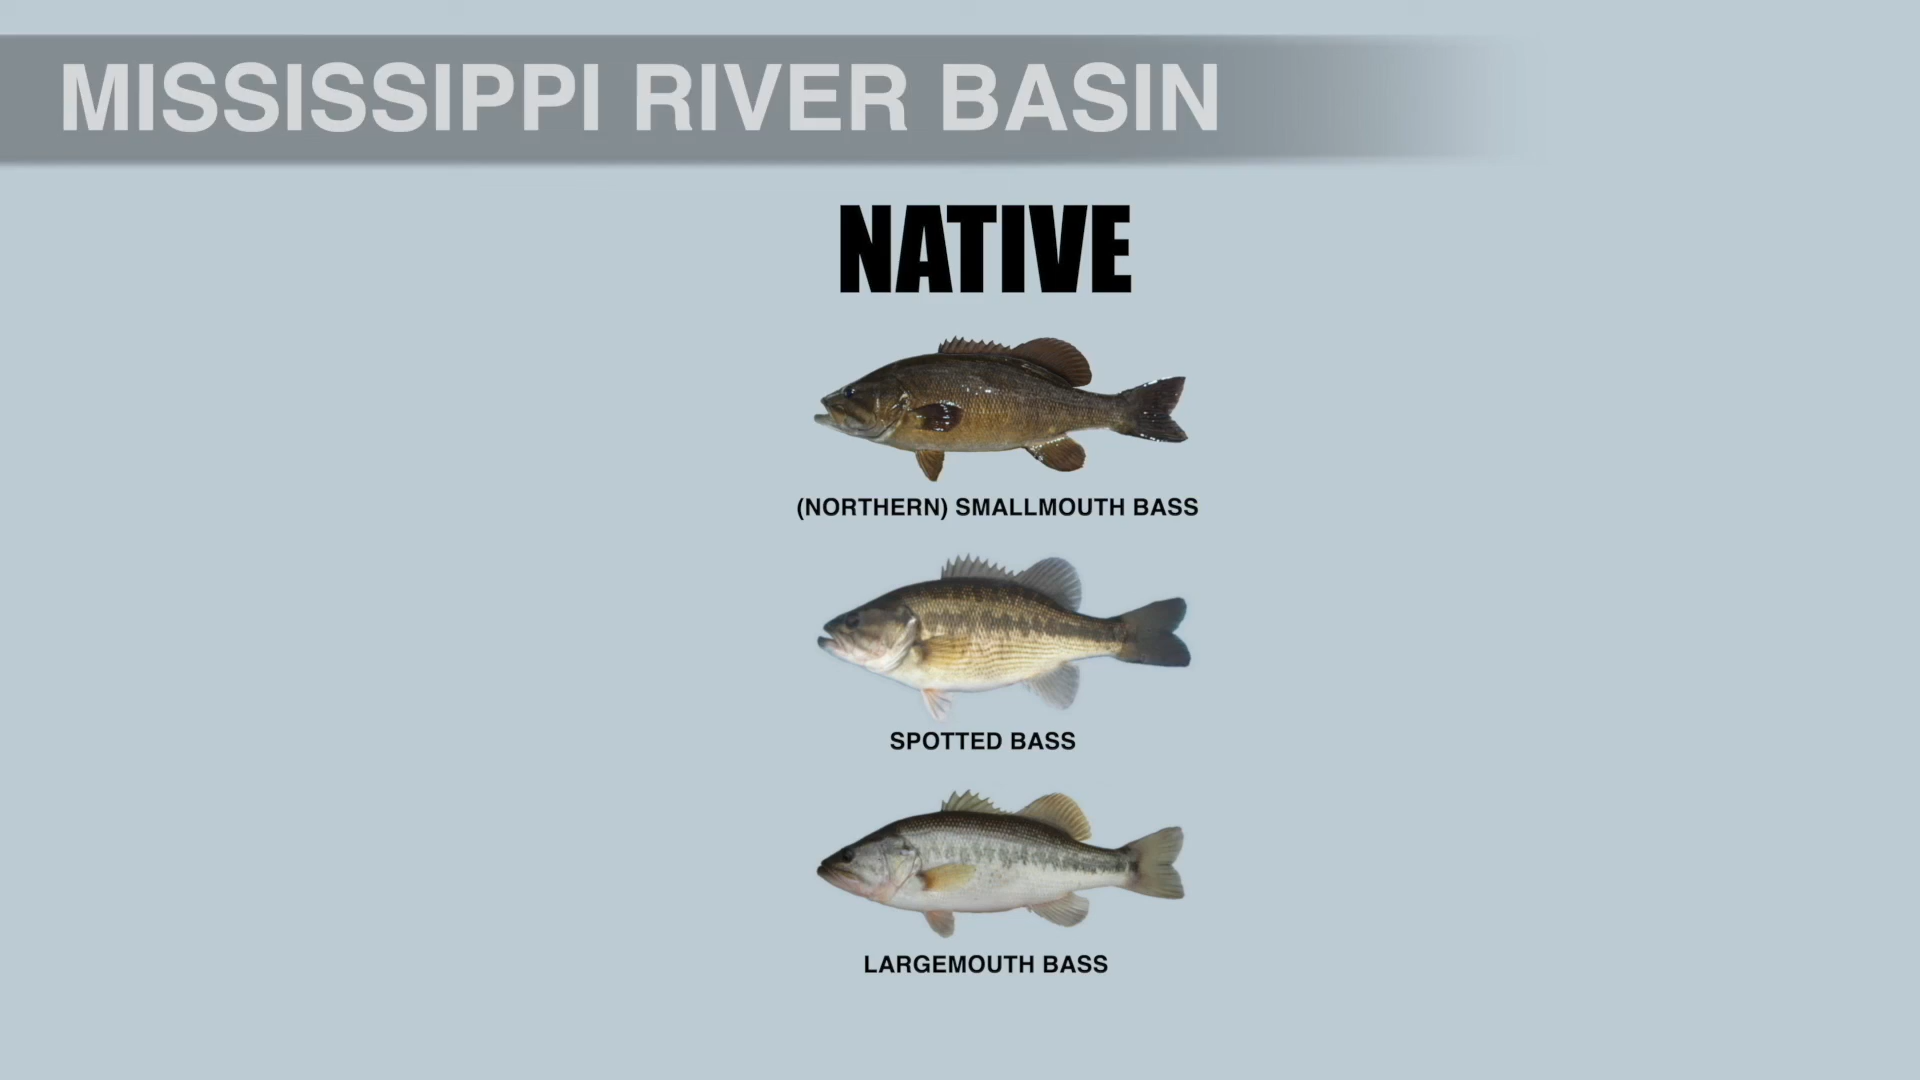 MISSISSIPPI RIVER BASIN
NATIVE
(NORTHERN) SMALLMOUTH BASS
SPOTTED BASS
LARGEMOUTH BASS